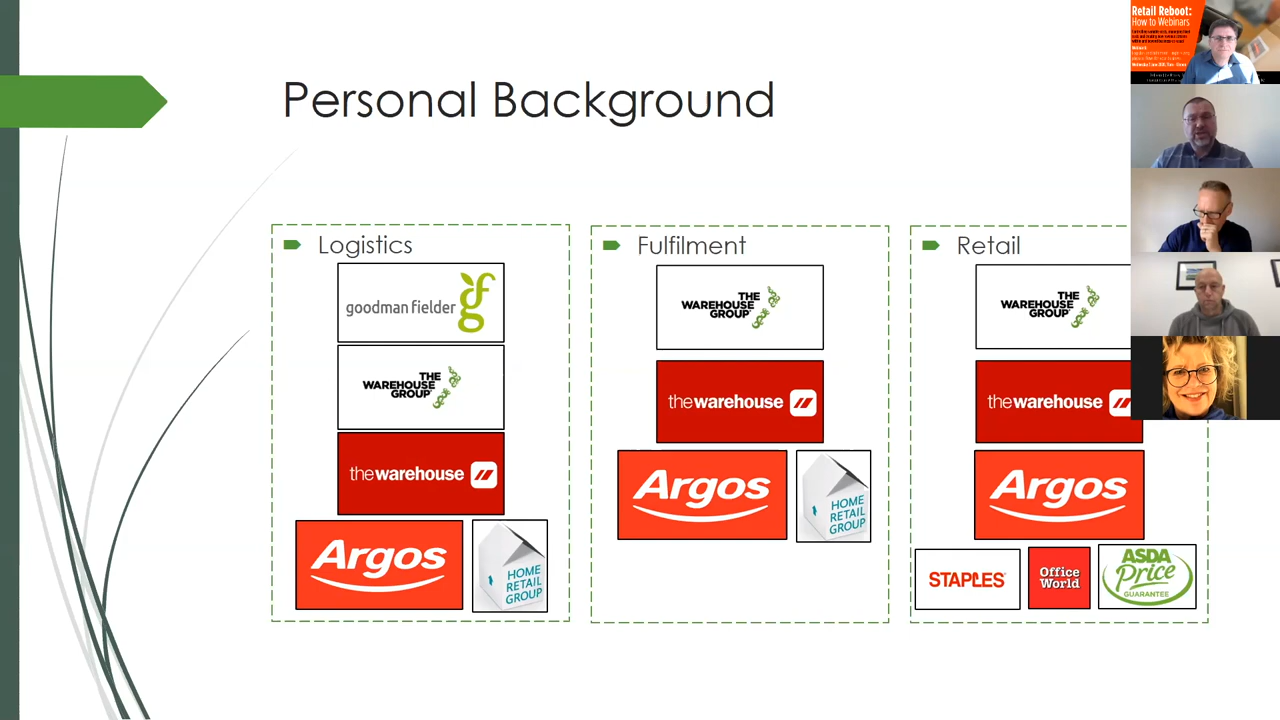 Personal Background
Logistics
goodman fielder
gf
THE
WAREHOUSE
GROUP
thewarehouse
Argos
HOME
RETAIL
GROUP
Fulfilment
THE
WAREHOUSE
GROUP
thewarehouse
Argos
HOME
RETAIL
GROUP
Retail
THE
WAREHOUSE
GROUP
thewarehouse
Argos
STAPLES
Office
World
ASDA
Price
GUARANTEE
Retail Reboot:
How to Webinars